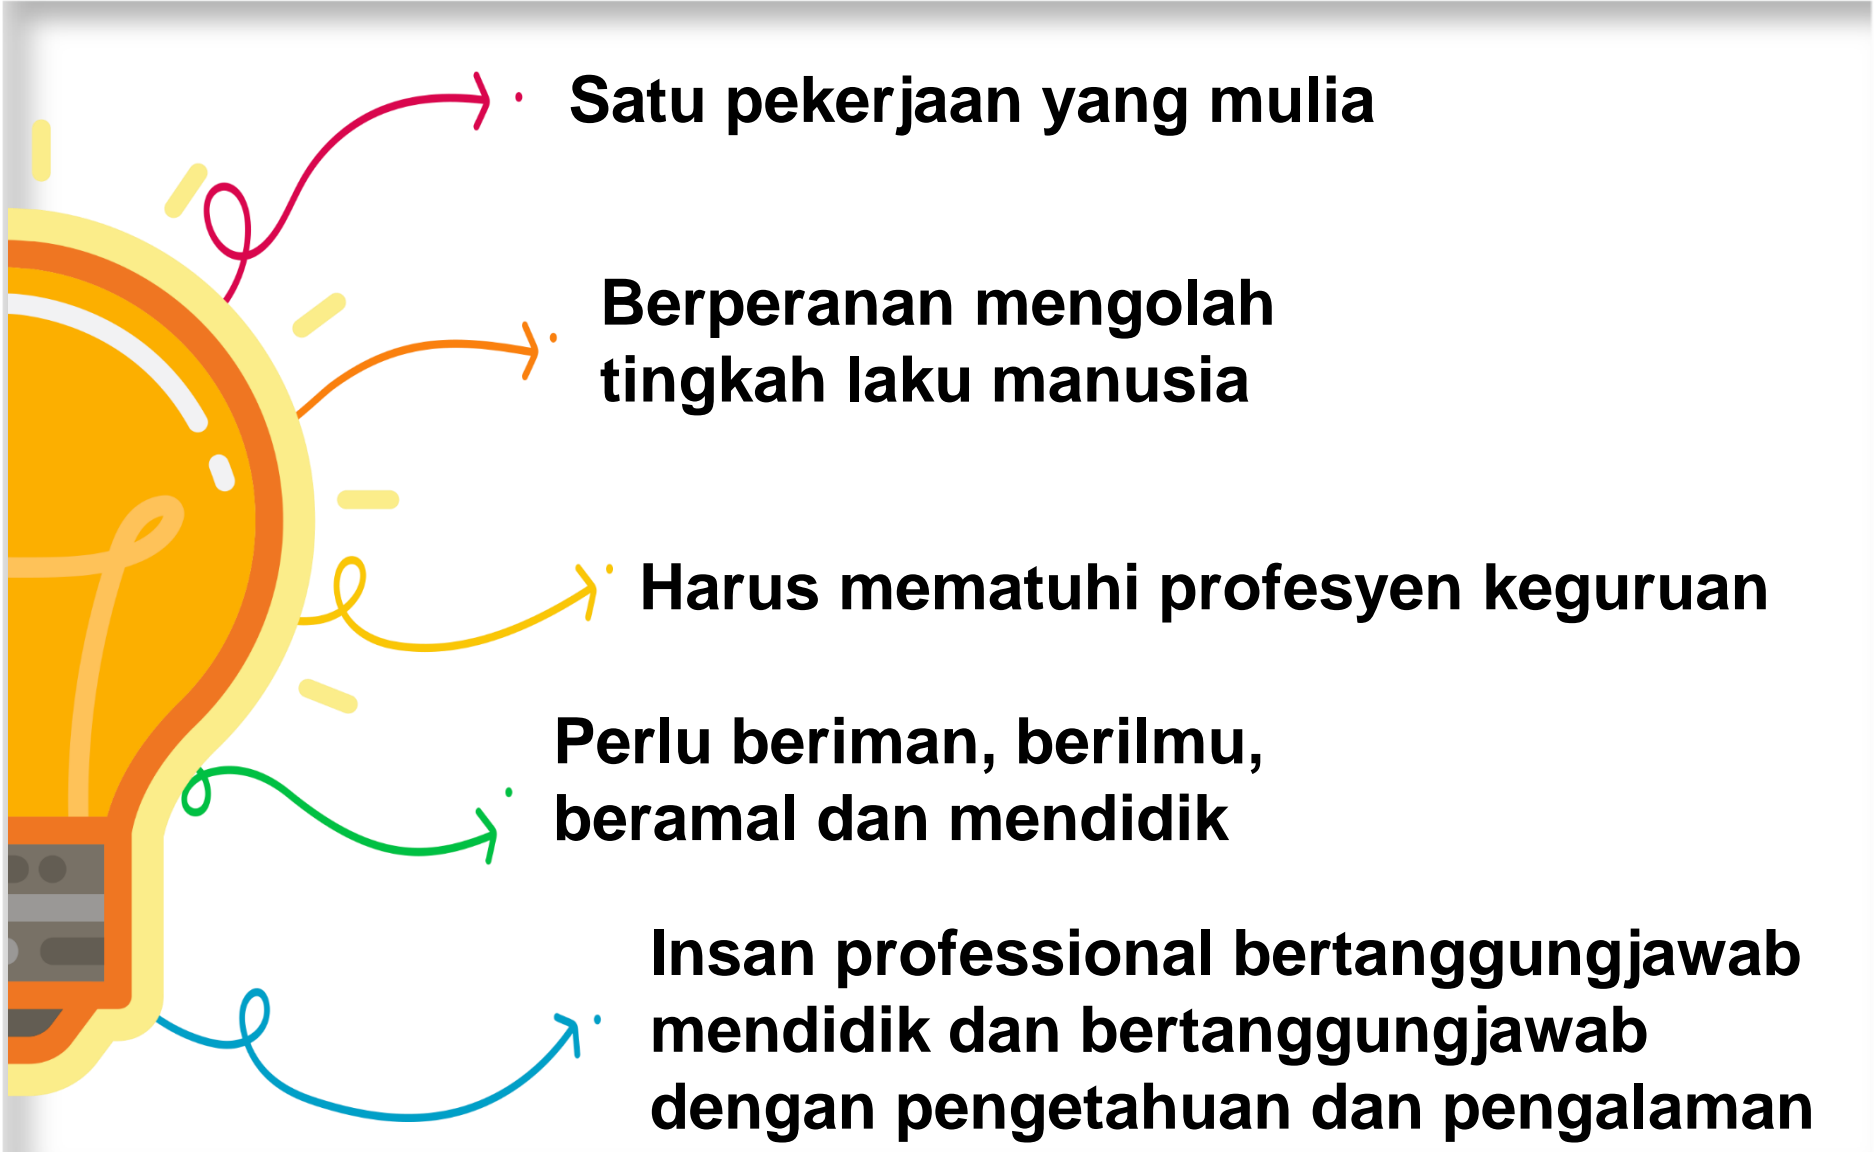 Satu pekerjaan yang mulia
Berperanan mengolah
tingkah laku manusia
Harus mematuhi profesyen keguruan
Perlu beriman, berilmu,
beramal dan mendidik
Insan professional bertanggungjawab
mendidik dan bertanggungjawab
dengan pengetahuan dan pengalaman